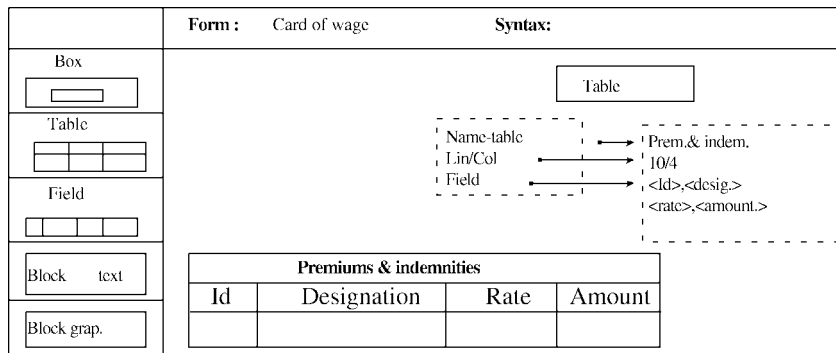 Form : Card of wage Syntax:
Box
Table
Field
Block text
Block grap.
Table
Name-table
Lin/Col
Field
Prem.& indem.
10/4
<Id>,<desig.>
<rate>,<amount.>
Premiums & indemnities
Id Designation Rate Amount